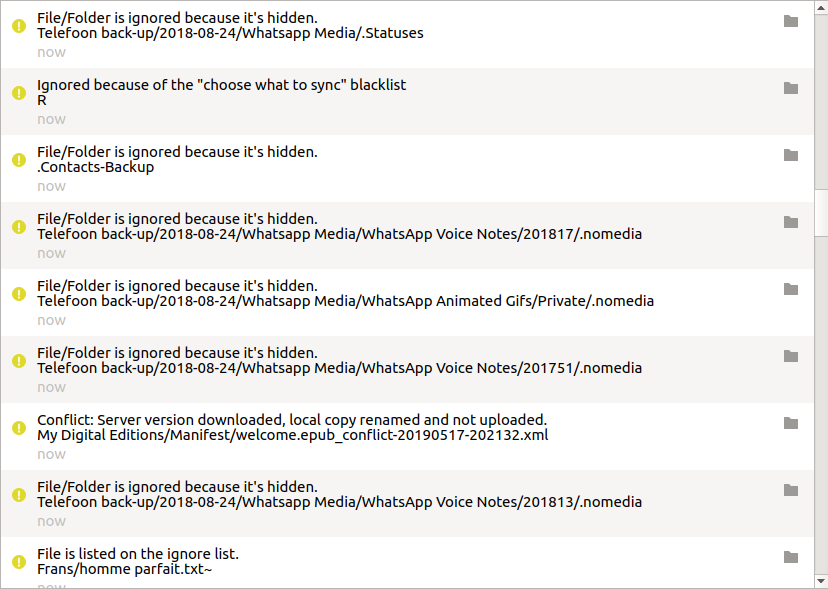 File/Folder is ignored because it's hidden.
Telefoon back-up/2018-08-24/Whatsapp Media/.Statuses
now
Ignored because of the "choose what to sync" blacklist
R
now
File/Folder is ignored because it's hidden.
.Contacts-Backup
now
File/Folder is ignored because it's hidden.
Telefoon back-up/2018-08-24/Whatsapp Media/WhatsApp Voice Notes/201817/.nomedia
now
File/Folder is ignored because it's hidden.
Telefoon back-up/2018-08-24/Whatsapp Media/WhatsApp Animated Gifs/Private/.nomedia
now
File/Folder is ignored because it's hidden.
Telefoon back-up/2018-08-24/Whatsapp Media/WhatsApp Voice Notes/201751/.nomedia
now
Conflict: Server version downloaded, local copy renamed and not uploaded.
My Digital Editions/Manifest/welcome.epub_conflict-20190517-202132.xml
now
File/Folder is ignored because it's hidden.
Telefoon back-up/2018-08-24/Whatsapp Media/WhatsApp Voice Notes/201813/.nomedia
now
File is listed on the ignore list.
Frans/homme parfait.txt~
now